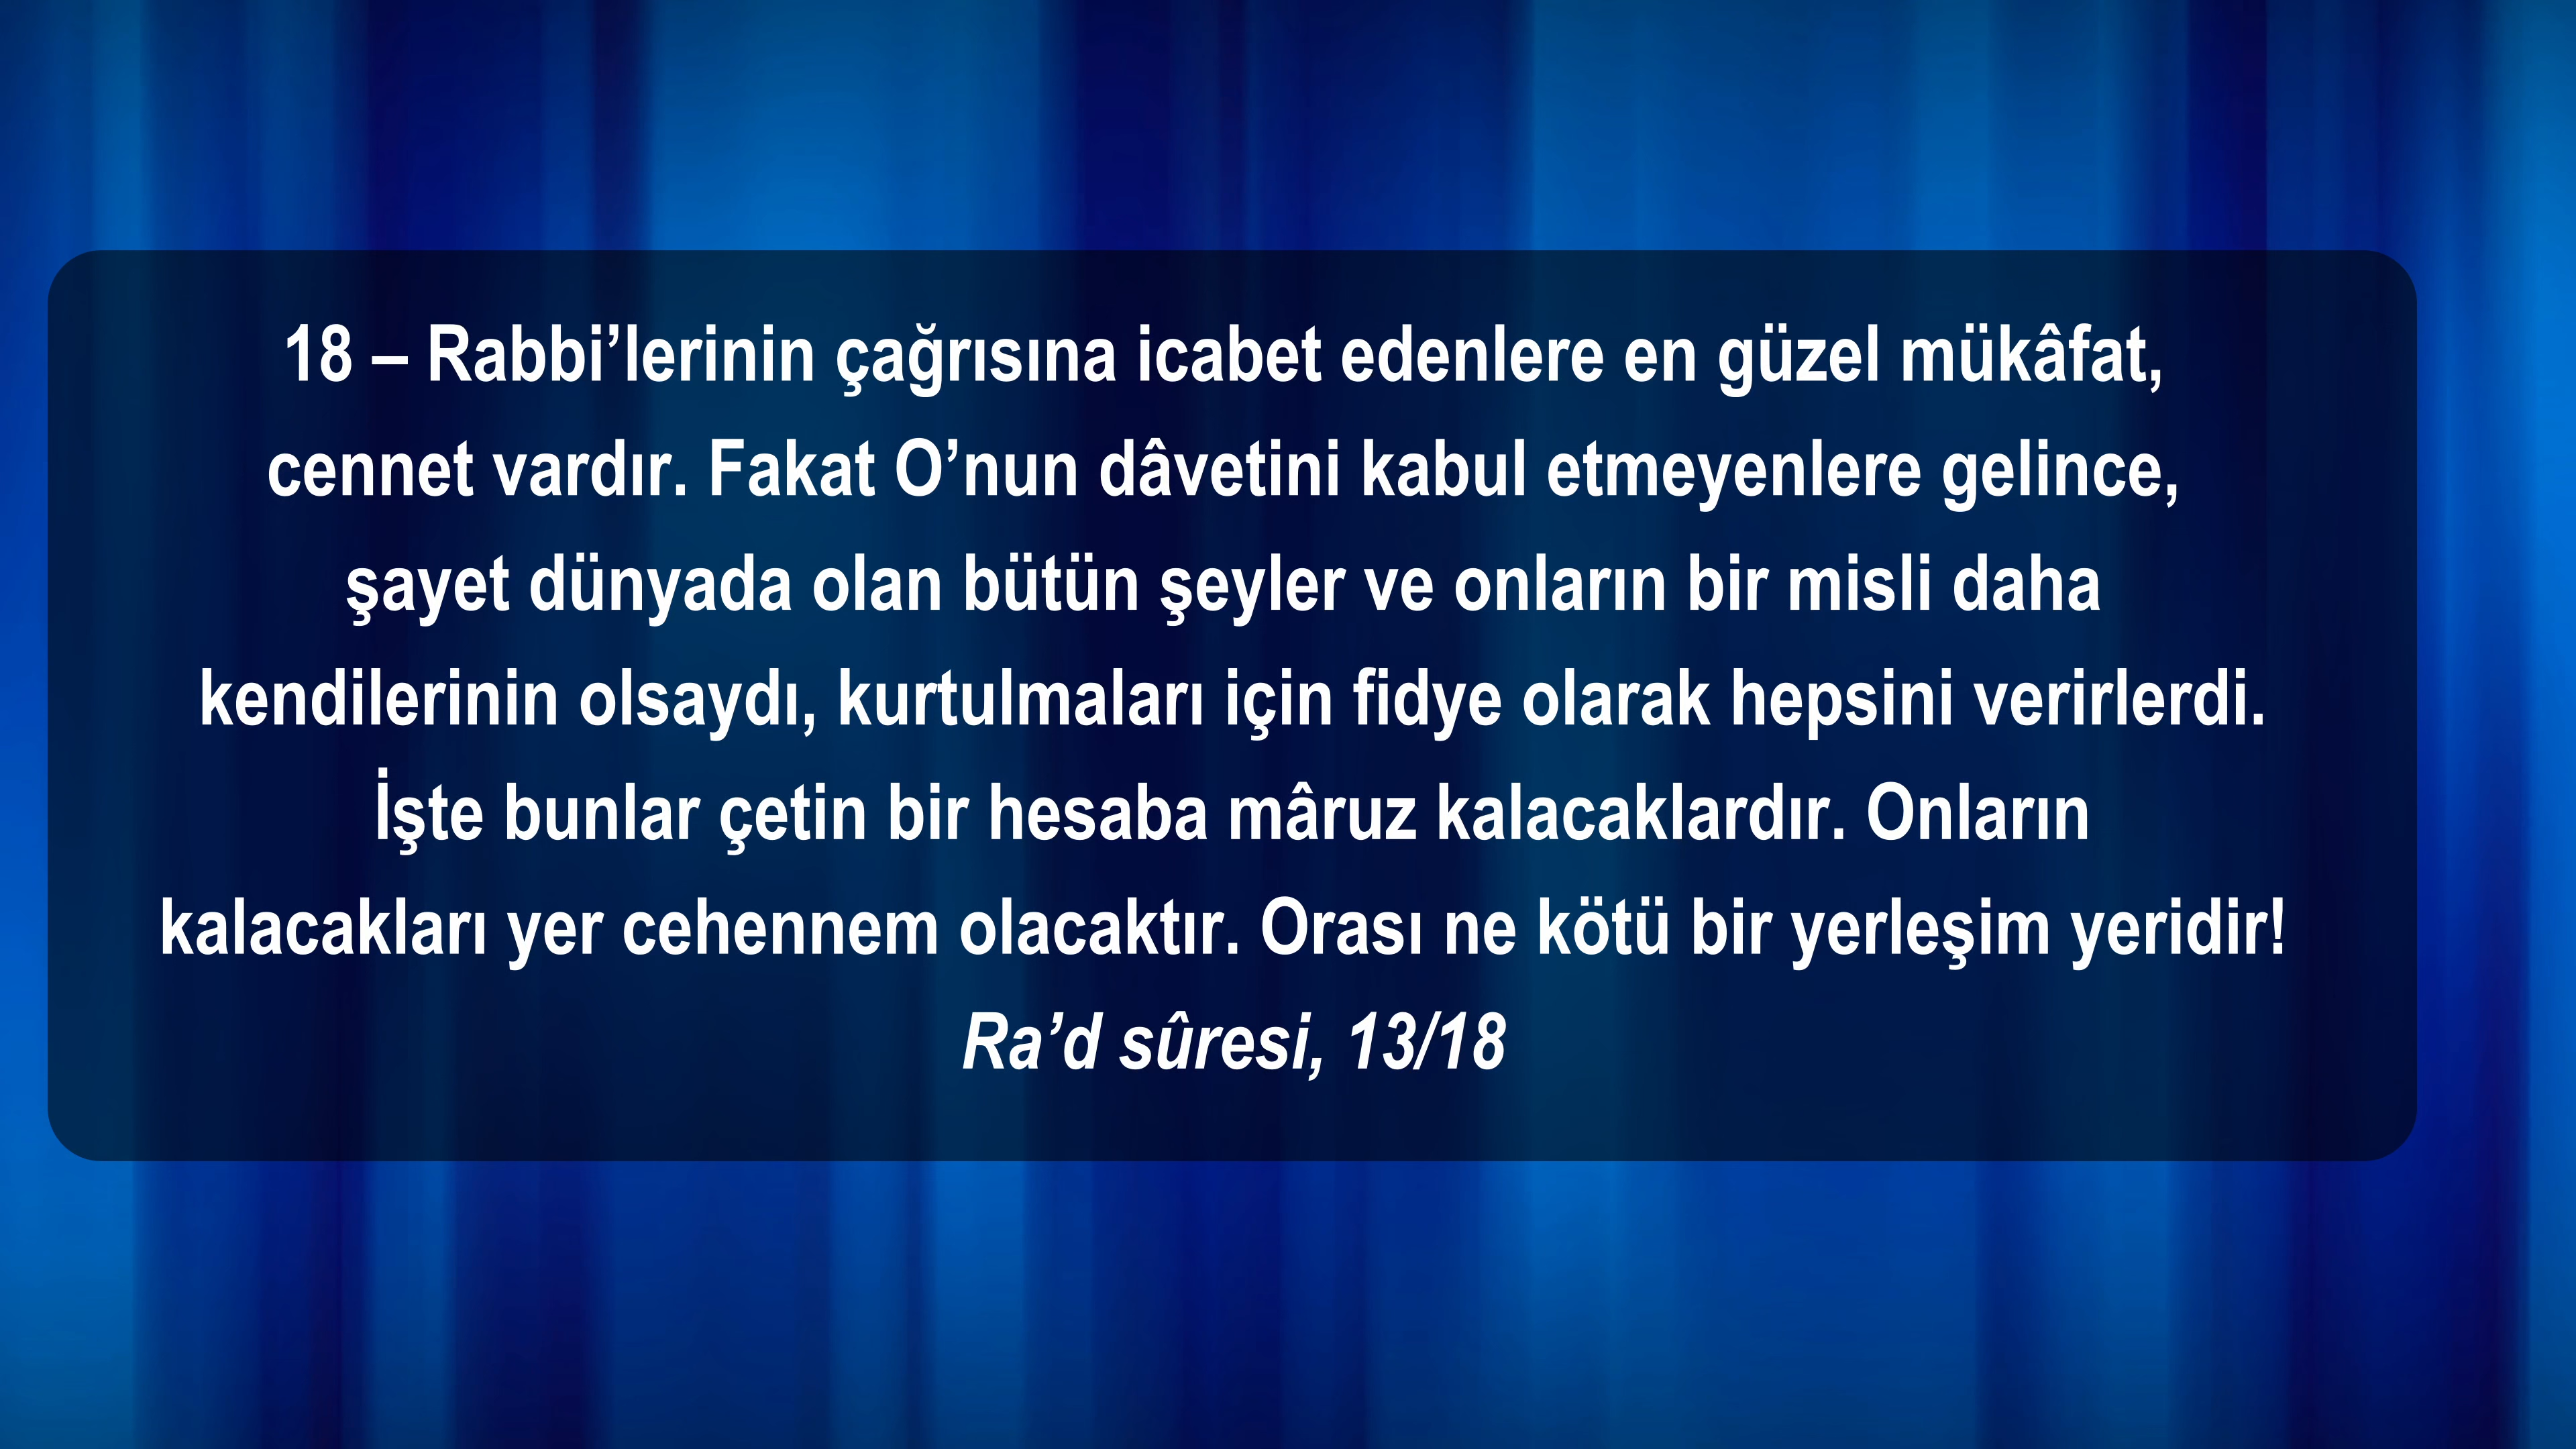 18 – Rabbi’lerinin çağrısına icabet edenlere en güzel mükâfat,
cennet vardır. Fakat O’nun dâvetini kabul etmeyenlere gelince,
şayet dünyada olan bütün şeyler ve onların bir misli daha
kendilerinin olsaydı, kurtulmaları için fidye olarak hepsini verirlerdi.
İşte bunlar çetin bir hesaba mâruz kalacaklardır. Onların
kalacakları yer cehennem olacaktır. Orası ne kötü bir yerleşim yeridir!
Ra’d sûresi, 13/18